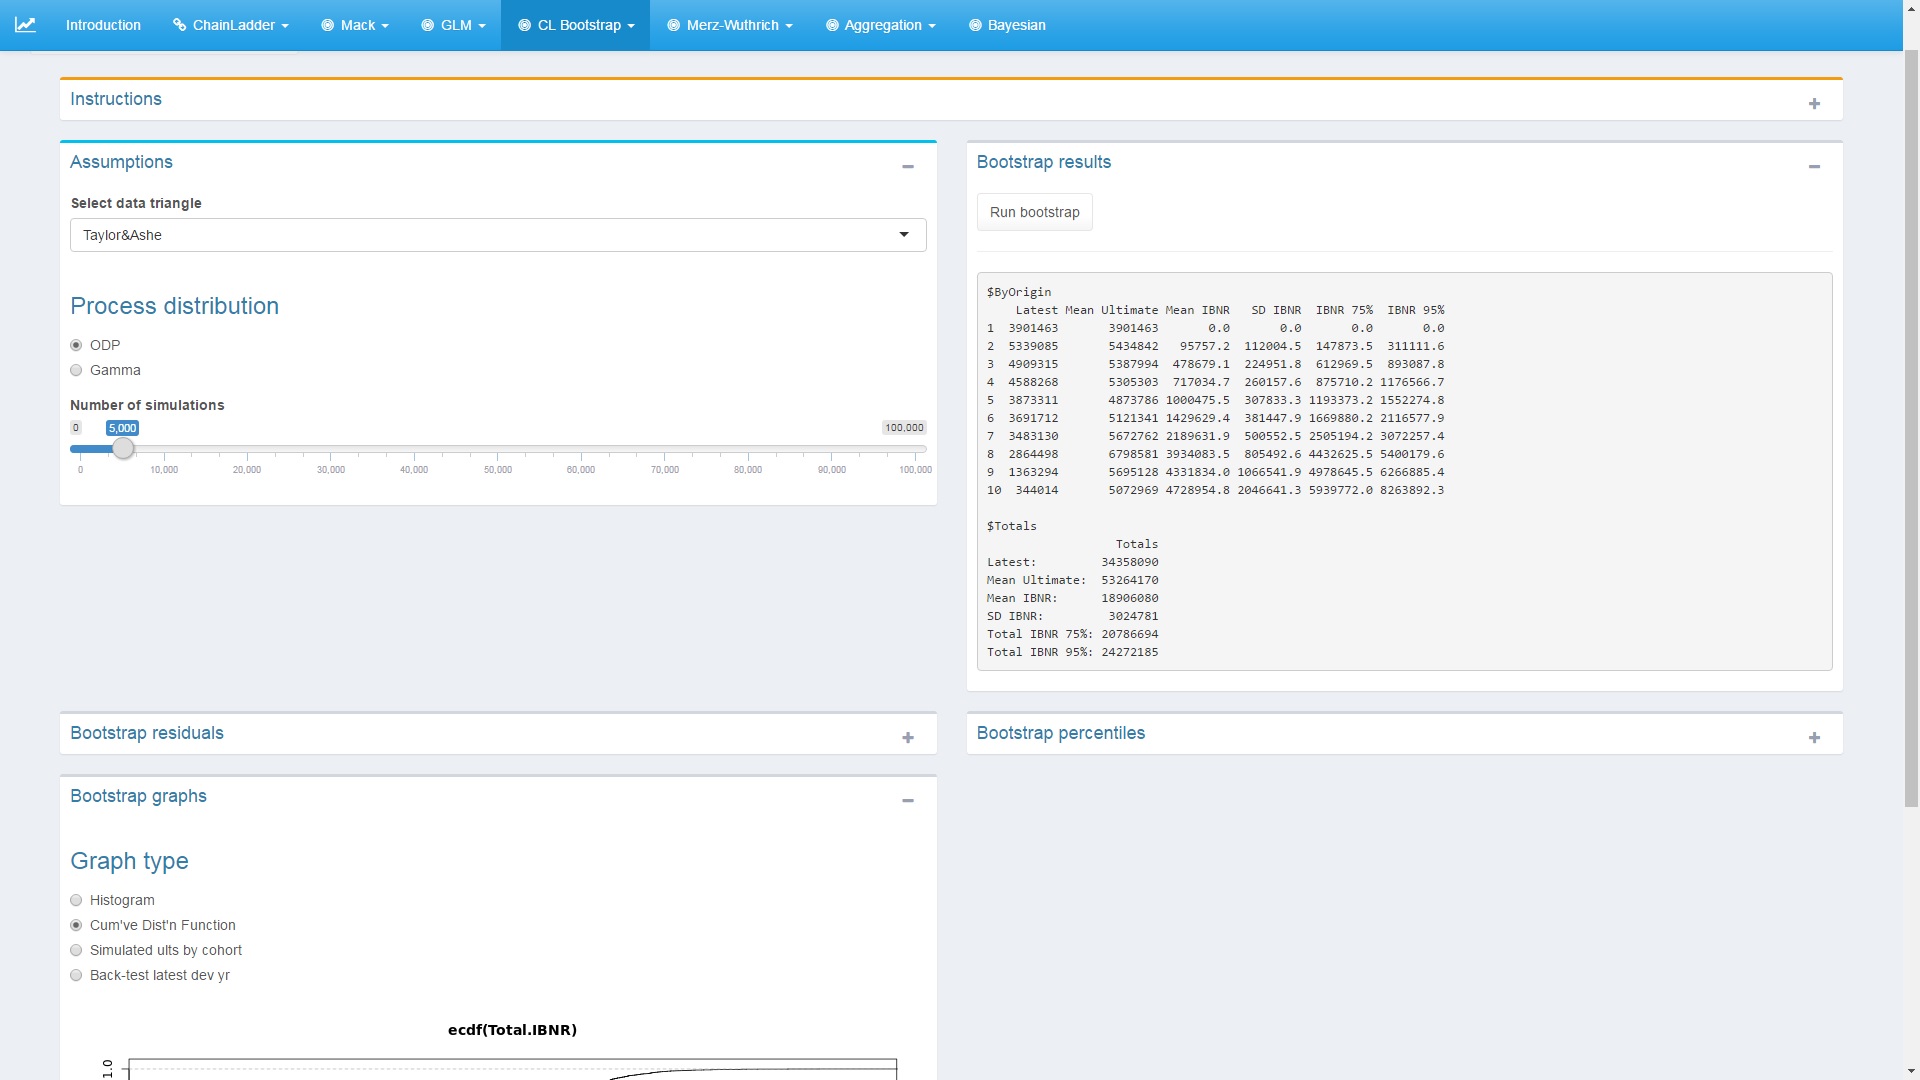 Introduction ChainLadder Mack GLM CL Bootstrap Merz-Wuthrich Aggregation Bayesian
Instructions
Assumptions
Select data triangle
Taylor&Ashe
Process distribution
ODP
Gamma
Number of simulations
0 5,000 100,000
0 10,000 20,000 30,000 40,000 50,000 60,000 70,000 80,000 90,000 100,000
Bootstrap results
Run bootstrap
$ByOrigin
Latest Mean Ultimate Mean IBNR SD IBNR IBNR 75% IBNR 95%
1 3901463 3901463 0.0 0.0 0.0 0.0
2 5339085 5434842 95757.2 112004.5 147873.5 311111.6
3 4909315 5387994 478679.1 224951.8 612969.5 893087.8
4 4588268 5305303 717034.7 260157.6 875710.2 1176566.7
5 3873311 4873786 1000475.5 307833.3 1193373.2 1552274.8
6 3691712 5121341 1429629.4 381447.9 1669880.2 2116577.9
7 3483130 5672762 2189631.9 500552.5 2505194.2 3072257.4
8 2864498 6798581 3934083.5 805492.6 4432625.5 5400179.6
9 1363294 5695128 4331834.0 1066541.9 4978645.5 6266885.4
10 344014 5072969 4728954.8 2046641.3 5939772.0 8263892.3
$Totals
Totals
Latest: 34358090
Mean Ultimate: 53264170
Mean IBNR: 18906080
SD IBNR: 3024781
Total IBNR 75%: 20786694
Total IBNR 95%: 24272185
Bootstrap residuals
Bootstrap percentiles
Bootstrap graphs
Graph type
Histogram
Cum've Dist'n Function
Simulated ults by cohort
Back-test latest dev yr
ecdf(Total.IBNR)
1.0